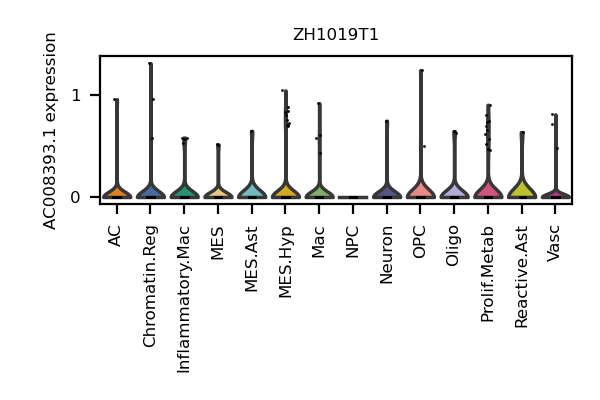 ZH1019T1
AC008393.1 expression
1
0
AC
Chromatin.Reg
Inflammatory.Mac
MES
MES.Ast
MES.Hyp
Mac
NPC
Neuron
OPC
Oligo
Prolif.Metab
Reactive.Ast
Vasc